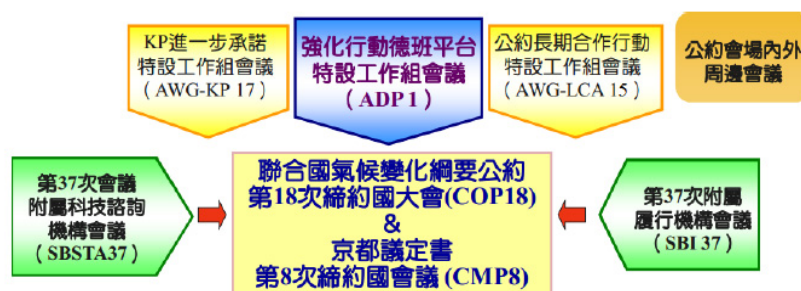 KP進一步承諾
特設工作組會議
（AWG-KP 17）
強化行動德班平台
特設工作組會議
（ADP 1）
公約長期合作行動
特設工作組會議
（AWG-LCA 15）
公約會場內外
周邊會議
第37次會議
附屬科技諮詢
機構會議
（SBSTA37）
聯合國氣候變化綱要公約
第18次締約國大會(COP18)
&
京都議定書
第8次締約國會議 (CMP8)
第37次附屬
履行機構會議
（SBI 37）